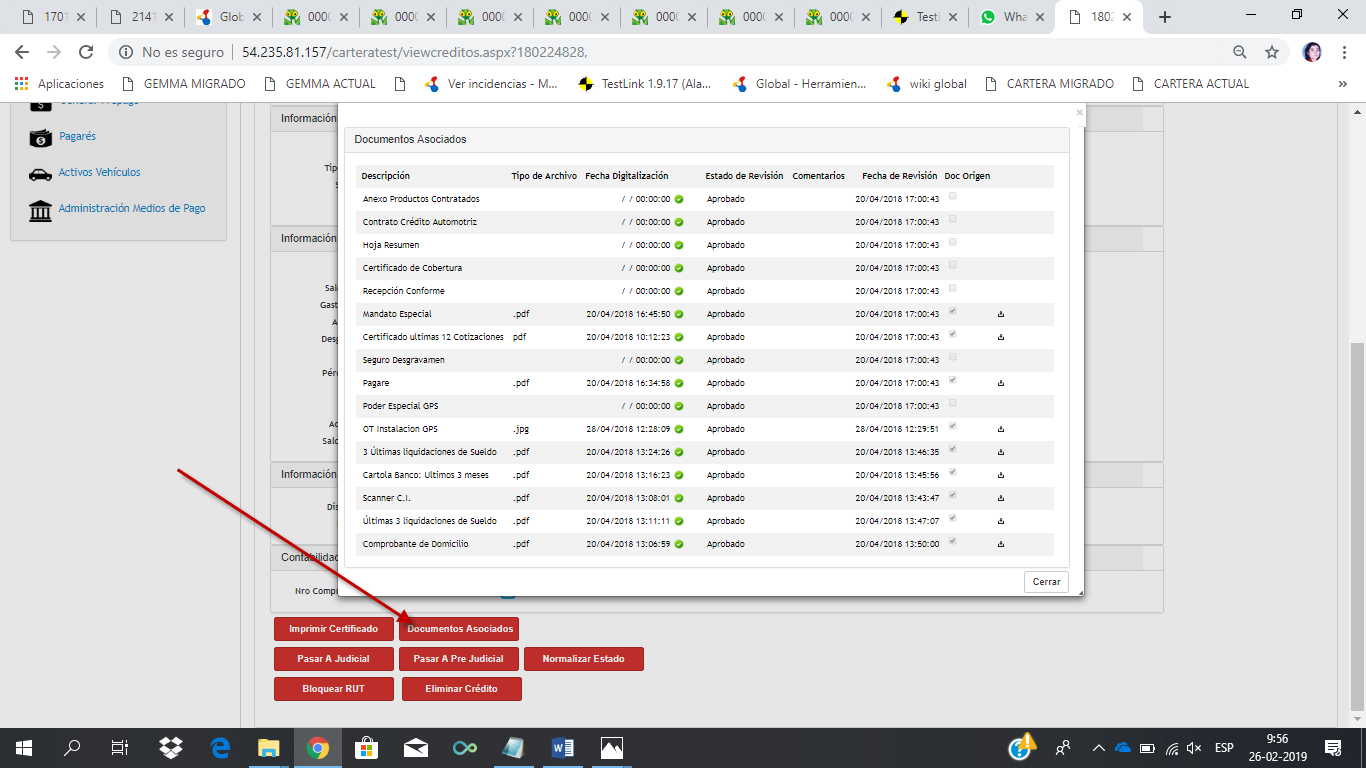 1701
2141
Glob
000
000
000
000
000
000
000
TestL
Wha
1802
No es seguro
54.235.81.157/carteratest/viewcreditos.aspx?180224828,
Aplicaciones
GEMMA MIGRADO
GEMMA ACTUAL
Ver incidencias - M...
TestLink 1.9.17 (Ala...
Global - Herramien...
wiki global
CARTERA MIGRADO
CARTERA ACTUAL
»
Pagarés
Activos Vehículos
Administración Medios de Pago
Información
Información
Información
Nro Comp
Documentos Asociados
Descripción Tipo de Archivo Fecha Digitalización Estado de Revisión Comentarios Fecha de Revisión Doc Origen
Anexo Productos Contratados / / 00:00:00 Aprobado 20/04/2018 17:00:43
Contrato Crédito Automotriz / / 00:00:00 Aprobado 20/04/2018 17:00:43
Hoja Resumen / / 00:00:00 Aprobado 20/04/2018 17:00:43
Certificado de Cobertura / / 00:00:00 Aprobado 20/04/2018 17:00:43
Recepción Conforme / / 00:00:00 Aprobado 20/04/2018 17:00:43
Mandato Especial .pdf 20/04/2018 16:45:50 Aprobado 20/04/2018 17:00:43
Certificado ultimas 12 Cotizaciones pdf 20/04/2018 10:12:23 Aprobado 20/04/2018 17:00:43
Seguro Desgravamen / / 00:00:00 Aprobado 20/04/2018 17:00:43
Pagare .pdf 20/04/2018 16:34:58 Aprobado 20/04/2018 17:00:43
Poder Especial GPS / / 00:00:00 Aprobado 20/04/2018 17:00:43
OT Instalacion GPS .jpg 28/04/2018 12:28:09 Aprobado 28/04/2018 12:29:51
3 Últimas liquidaciones de Sueldo .pdf 20/04/2018 13:24:26 Aprobado 20/04/2018 13:46:35
Cartola Banco: Ultimos 3 meses .pdf 20/04/2018 13:16:23 Aprobado 20/04/2018 13:45:56
Scanner C.I. .pdf 20/04/2018 13:08:01 Aprobado 20/04/2018 13:43:47
Últimas 3 liquidaciones de Sueldo .pdf 20/04/2018 13:11:11 Aprobado 20/04/2018 13:47:07
Comprobante de Domicilio .pdf 20/04/2018 13:06:59 Aprobado 20/04/2018 13:50:00
Cerrar
Imprimir Certificado
Documentos Asociados
Pasar A Judicial
Pasar A Pre Judicial
Normalizar Estado
Bloquear RUT
Eliminar Crédito
ESP
9:56
26-02-2019